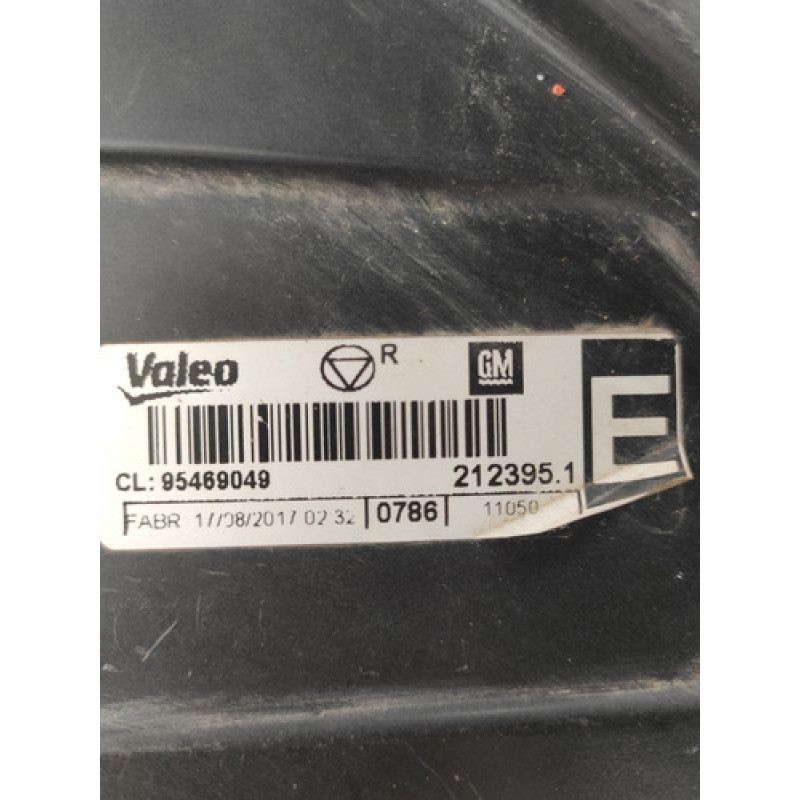 Valeo R GM E
CL: 95469049 212395.1
FABR 17/08/2017 02 32 0786 11050